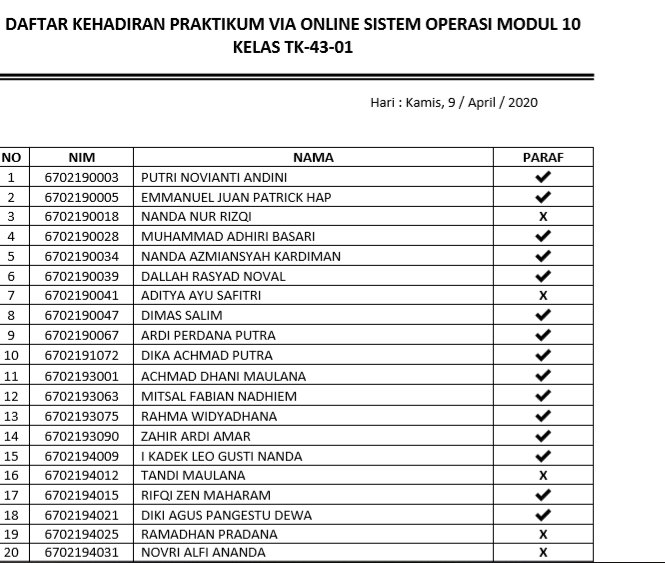 DAFTAR KEHADIRAN PRAKTIKUM VIA ONLINE SISTEM OPERASI MODUL 10
KELAS TK-43-01
Hari : Kamis, 9 / April / 2020
NO NIM NAMA PARAF
1 6702190003 PUTRI NOVIANTI ANDINI ✔
2 6702190005 EMMANUEL JUAN PATRICK HAP ✔
3 6702190018 NANDA NUR RIZQI X
4 6702190028 MUHAMMAD ADHIRI BASARI ✔
5 6702190034 NANDA AZMIANSYAH KARDIMAN ✔
6 6702190039 DALLAH RASYAD NOVAL ✔
7 6702190041 ADITYA AYU SAFITRI X
8 6702190047 DIMAS SALIM ✔
9 6702190067 ARDI PERDANA PUTRA ✔
10 6702191072 DIKA ACHMAD PUTRA ✔
11 6702193001 ACHMAD DHANI MAULANA ✔
12 6702193063 MITSAL FABIAN NADHIEM ✔
13 6702193075 RAHMA WIDYADHANA ✔
14 6702193090 ZAHIR ARDI AMAR ✔
15 6702194009 I KADEK LEO GUSTI NANDA ✔
16 6702194012 TANDI MAULANA X
17 6702194015 RIFQI ZEN MAHARAM ✔
18 6702194021 DIKI AGUS PANGESTU DEWA ✔
19 6702194025 RAMADHAN PRADANA X
20 6702194031 NOVRI ALFI ANANDA X